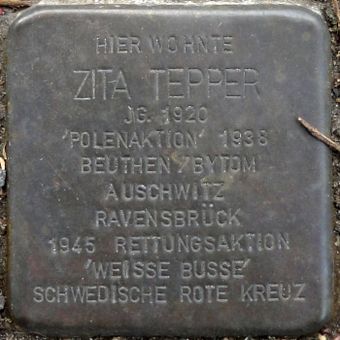 HIER WOHNTE
ZITA TEPPER
JG. 1920
'POLENAKTION' 1938
BEUTHEN/BYTOM
AUSCHWITZ
RAVENSBRÜCK
1945 RETTUNGSAKTION
'WEISSE BUSSE'
SCHWEDISCHE ROTE KREUZ